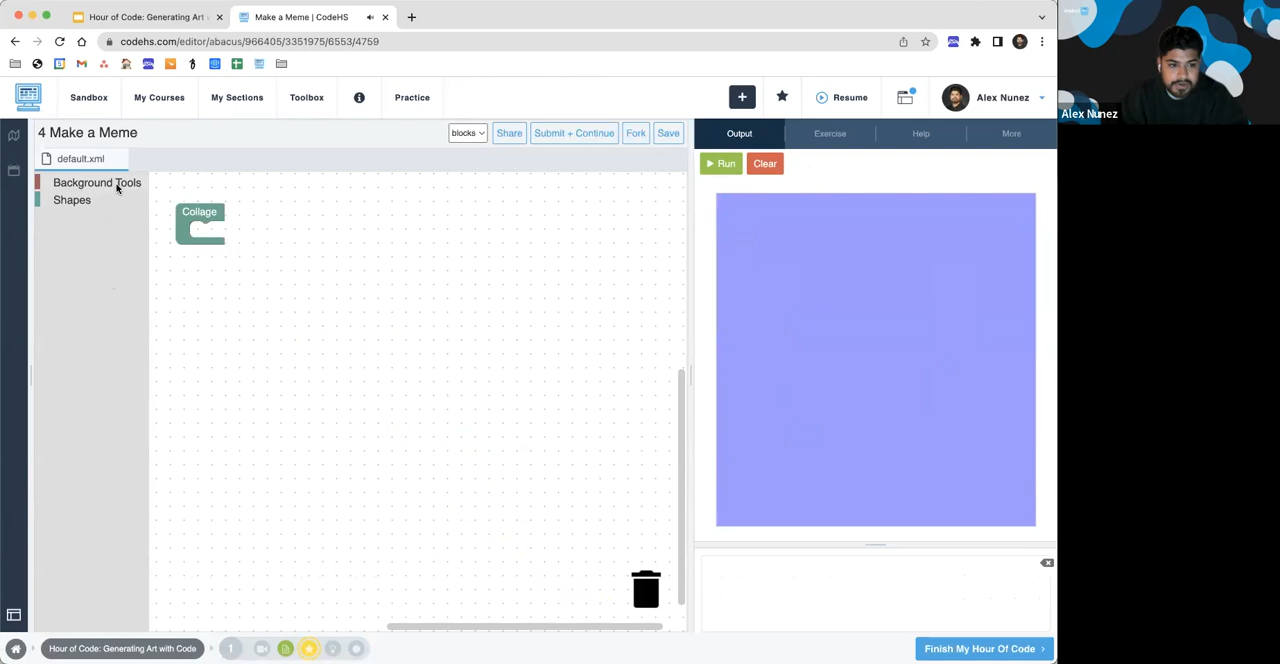 Hour of Code: Generating Art w
Make a Meme | CodeHS
codehs.com/editor/abacus/966405/3351975/6553/4759
Sandbox
My Courses
My Sections
Toolbox
Practice
Resume
Alex Nunez
4 Make a Meme
blocks
Share
Submit + Continue
Fork
Save
Output
Exercise
Help
More
default.xml
Run
Clear
Background Tools
Shapes
Collage
Hour of Code: Generating Art with Code
1
Finish My Hour Of Code
Alex Nunez